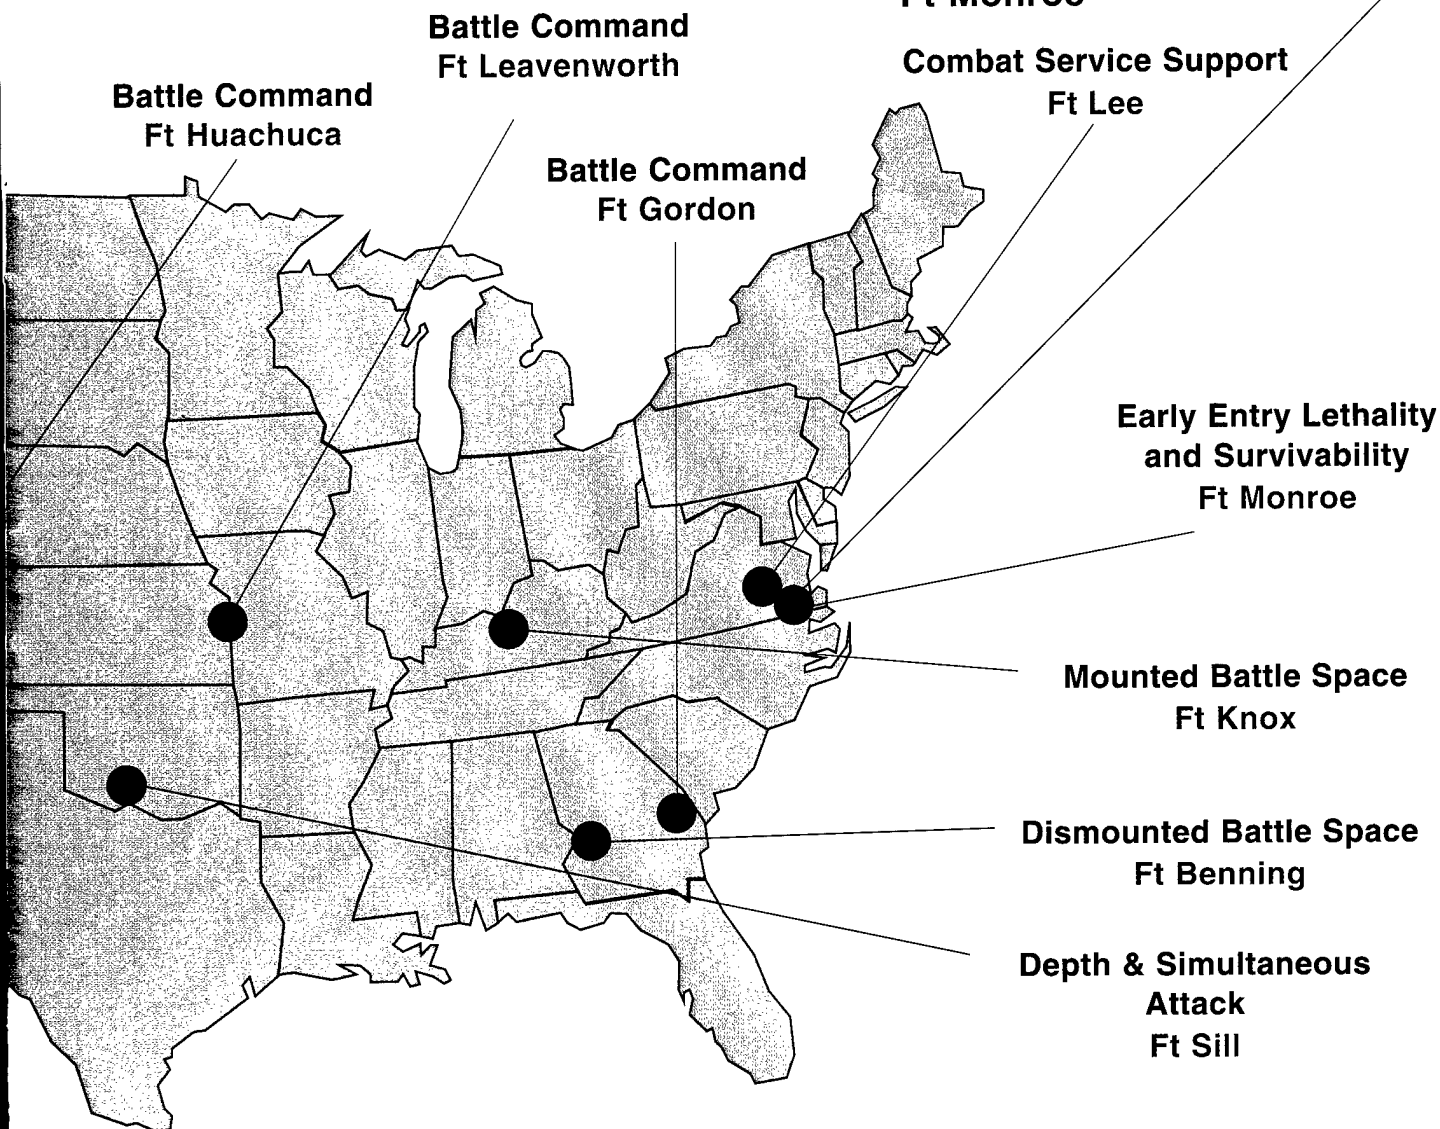 Ft Monroe
Battle Command
Ft Leavenworth
Combat Service Support
Ft Lee
Battle Command
Ft Huachuca
Battle Command
Ft Gordon
Early Entry Lethality
and Survivability
Ft Monroe
Mounted Battle Space
Ft Knox
Dismounted Battle Space
Ft Benning
Depth & Simultaneous
Attack
Ft Sill